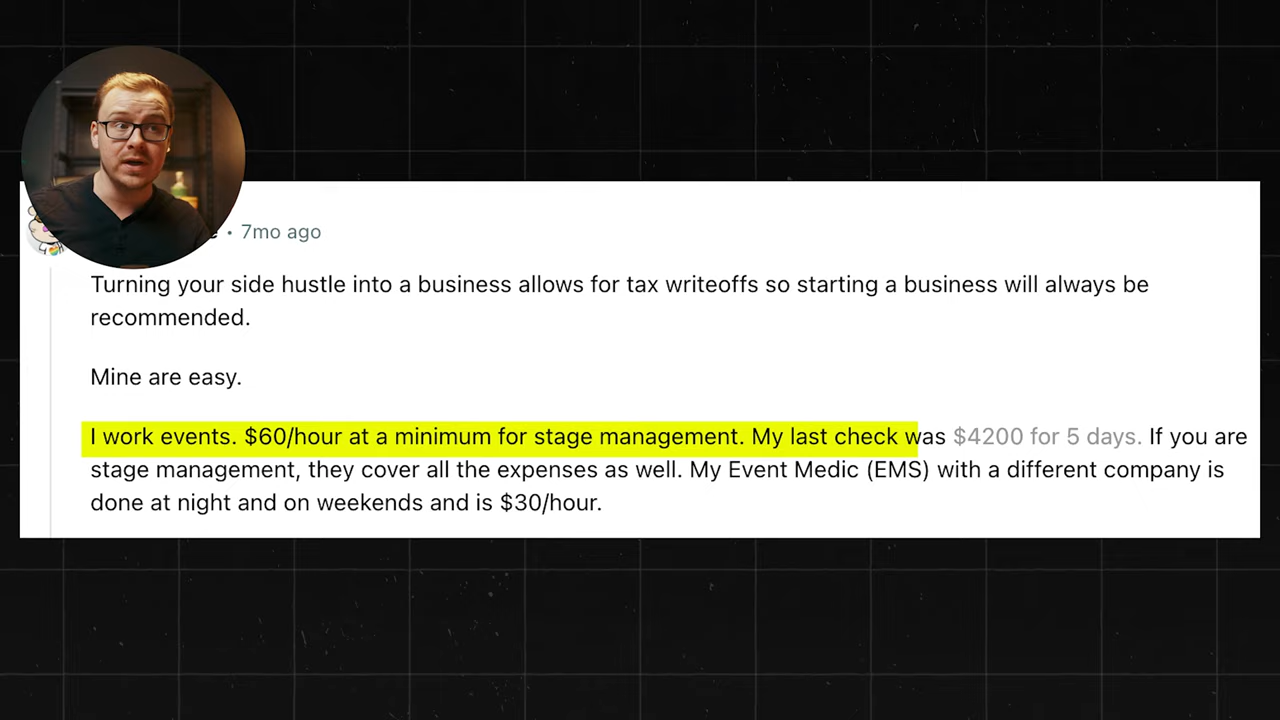 • 7mo ago
Turning your side hustle into a business allows for tax writeoffs so starting a business will always be
recommended.
Mine are easy.
I work events. $60/hour at a minimum for stage management. My last check was $4200 for 5 days. If you are
stage management, they cover all the expenses as well. My Event Medic (EMS) with a different company is
done at night and on weekends and is $30/hour.